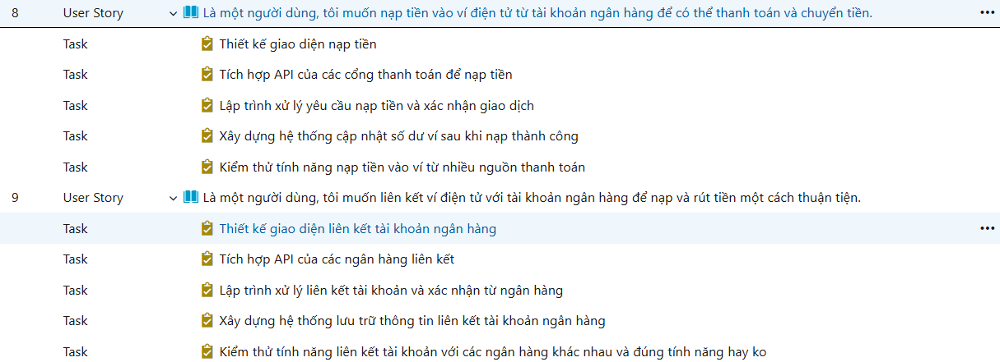 8 User Story Là một người dùng, tôi muốn nạp tiền vào ví điện tử từ tài khoản ngân hàng để có thể thanh toán và chuyển tiền.
Task Thiết kế giao diện nạp tiền
Task Tích hợp API của các cổng thanh toán để nạp tiền
Task Lập trình xử lý yêu cầu nạp tiền và xác nhận giao dịch
Task Xây dựng hệ thống cập nhật số dư ví sau khi nạp thành công
Task Kiểm thử tính năng nạp tiền vào ví từ nhiều nguồn thanh toán
9 User Story Là một người dùng, tôi muốn liên kết ví điện tử với tài khoản ngân hàng để nạp và rút tiền một cách thuận tiện.
Task Thiết kế giao diện liên kết tài khoản ngân hàng
Task Tích hợp API của các ngân hàng liên kết
Task Lập trình xử lý liên kết tài khoản và xác nhận từ ngân hàng
Task Xây dựng hệ thống lưu trữ thông tin liên kết tài khoản ngân hàng
Task Kiểm thử tính năng liên kết tài khoản với các ngân hàng khác nhau và đúng tính năng hay ko